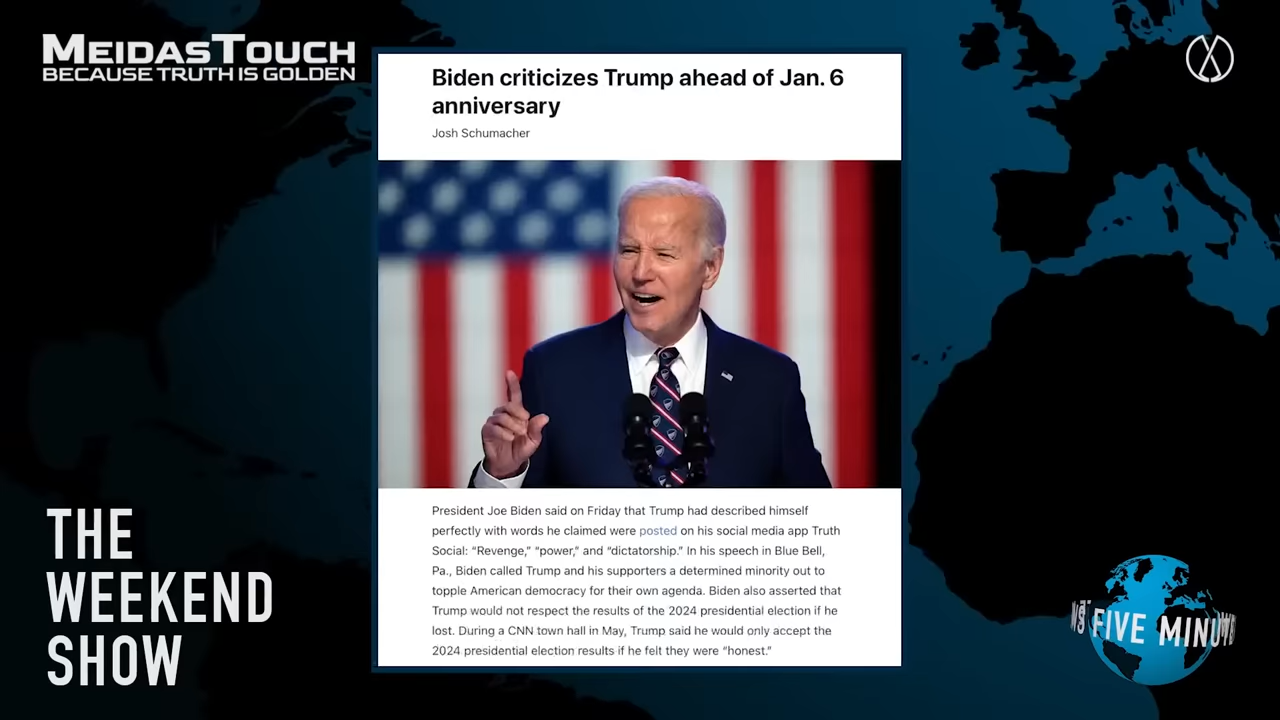 MEIDASTOUCH
BECAUSE TRUTH IS GOLDEN
Biden criticizes Trump ahead of Jan. 6
anniversary
Josh Schumacher
President Joe Biden said on Friday that Trump had described himself
perfectly with words he claimed were posted on his social media app Truth
Social: “Revenge,” “power,” and “dictatorship.” In his speech in Blue Bell,
Pa., Biden called Trump and his supporters a determined minority out to
topple American democracy for their own agenda. Biden also asserted that
Trump would not respect the results of the 2024 presidential election if he
lost. During a CNN town hall in May, Trump said he would only accept the
2024 presidential election results if he felt they were “honest.”
THE
WEEKEND
SHOW
FIVE